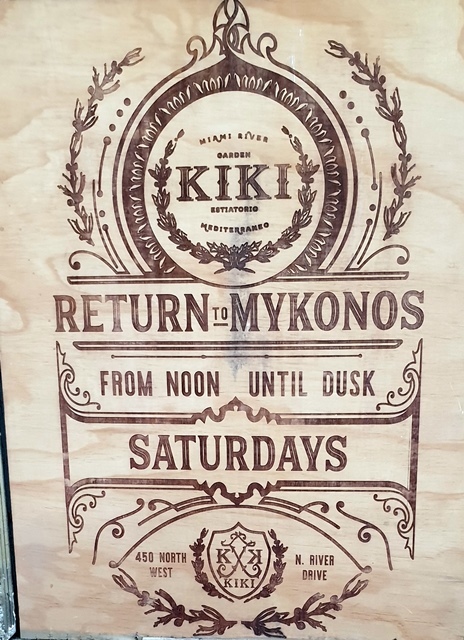 MIAMI RIVER
GARDEN
KIKI
ESTIATORIO
MEDITERRANEO
RETURN TO MYKONOS
FROM NOON UNTIL DUSK
SATURDAYS
450 NORTH
WEST
K K
KIKI
N. RIVER
DRIVE